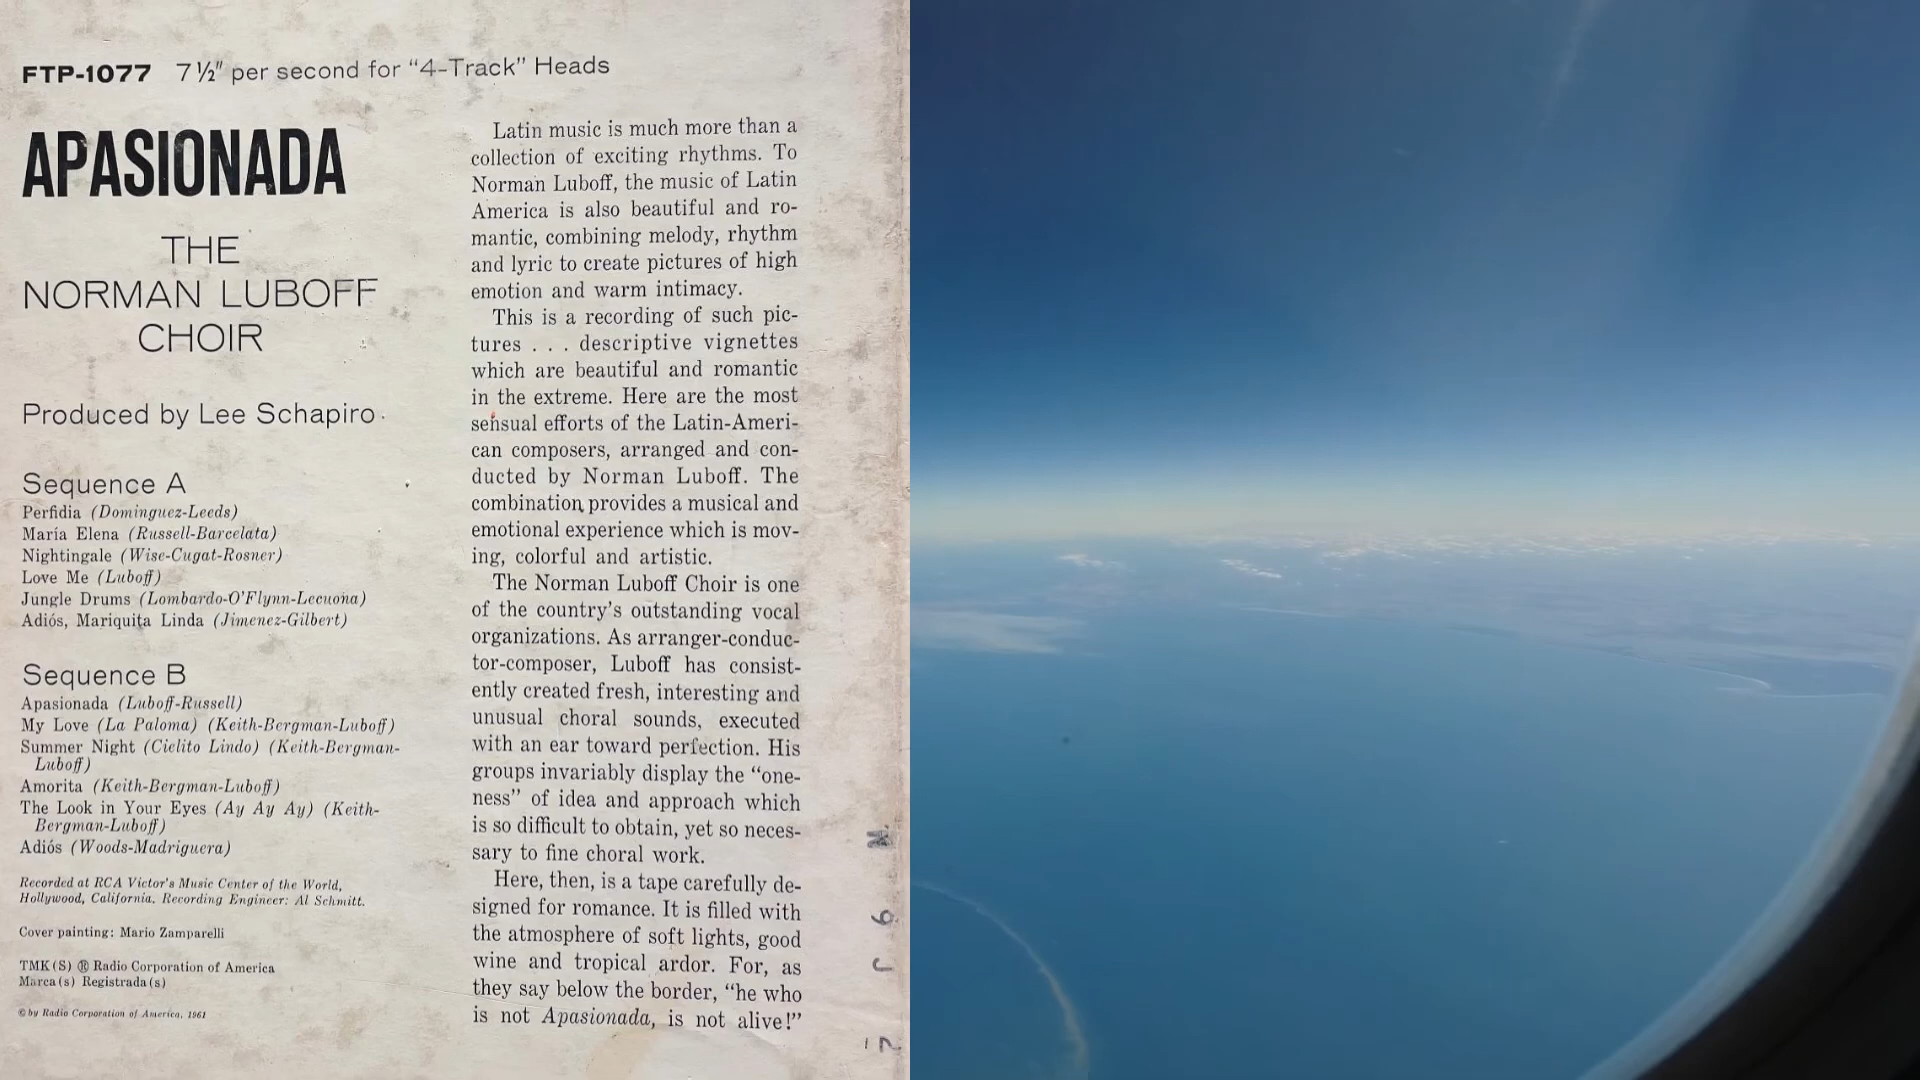 FTP-1077 7½" per second for "4-Track" Heads
APASIONADA
THE
NORMAN LUBOFF
CHOIR
Produced by Lee Schapiro
Sequence A
Perfidia (Dominguez-Leeds)
María Elena (Russell-Barcelata)
Nightingale (Wise-Cugat-Rosner)
Love Me (Luboff)
Jungle Drums (Lombardo-O'Flynn-Lecuona)
Adiós, Mariquita Linda (Jimenez-Gilbert)
Sequence B
Apasionada (Luboff-Russell)
My Love (La Paloma) (Keith-Bergman-Luboff)
Summer Night (Cielito Lindo) (Keith-Bergman-
Luboff)
Amorita (Keith-Bergman-Luboff)
The Look in Your Eyes (Ay Ay Ay) (Keith-
Bergman-Luboff)
Adiós (Woods-Madriguera)
Recorded at RCA Victor's Music Center of the World,
Hollywood, California. Recording Engineer: Al Schmitt.
Cover painting: Mario Zamparelli
TMK(S) ® Radio Corporation of America
Marca(s) Registrada(s)
© by Radio Corporation of America, 1961
Latin music is much more than a
collection of exciting rhythms. To
Norman Luboff, the music of Latin
America is also beautiful and ro-
mantic, combining melody, rhythm
and lyric to create pictures of high
emotion and warm intimacy.
This is a recording of such pic-
tures . . . descriptive vignettes
which are beautiful and romantic
in the extreme. Here are the most
sensual efforts of the Latin-Ameri-
can composers, arranged and con-
ducted by Norman Luboff. The
combination provides a musical and
emotional experience which is mov-
ing, colorful and artistic.
The Norman Luboff Choir is one
of the country's outstanding vocal
organizations. As arranger-conduc-
tor-composer, Luboff has consist-
ently created fresh, interesting and
unusual choral sounds, executed
with an ear toward perfection. His
groups invariably display the "one-
ness" of idea and approach which
is so difficult to obtain, yet so neces-
sary to fine choral work.
Here, then, is a tape carefully de-
signed for romance. It is filled with
the atmosphere of soft lights, good
wine and tropical ardor. For, as
they say below the border, "he who
is not Apasionada, is not alive!"